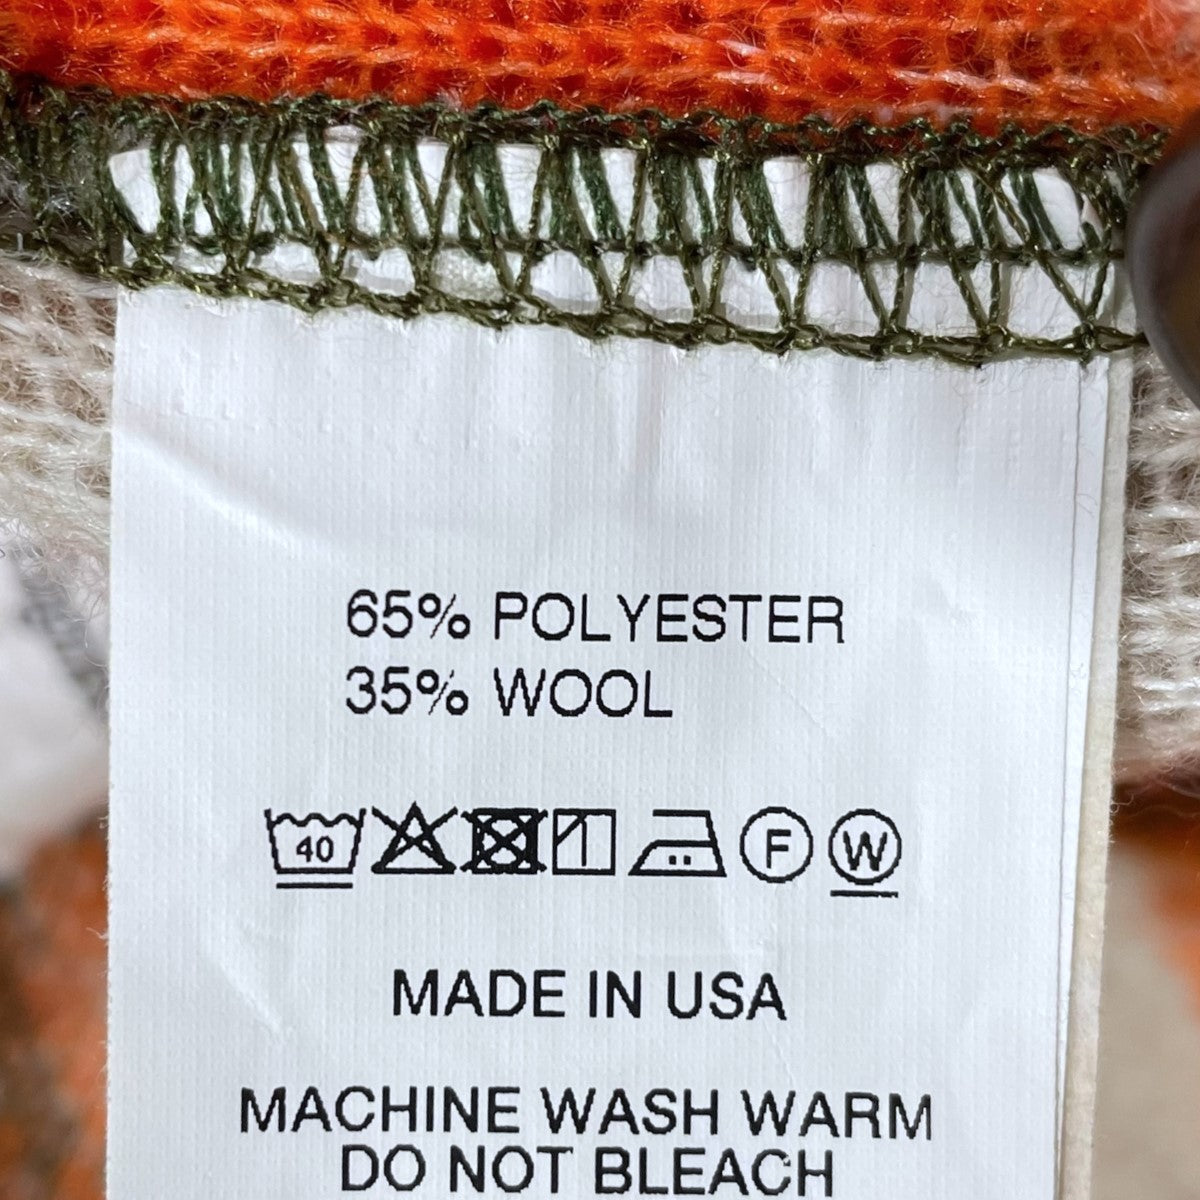 65% POLYESTER
35% WOOL
40 F W
MADE IN USA
MACHINE WASH WARM
DO NOT BLEACH